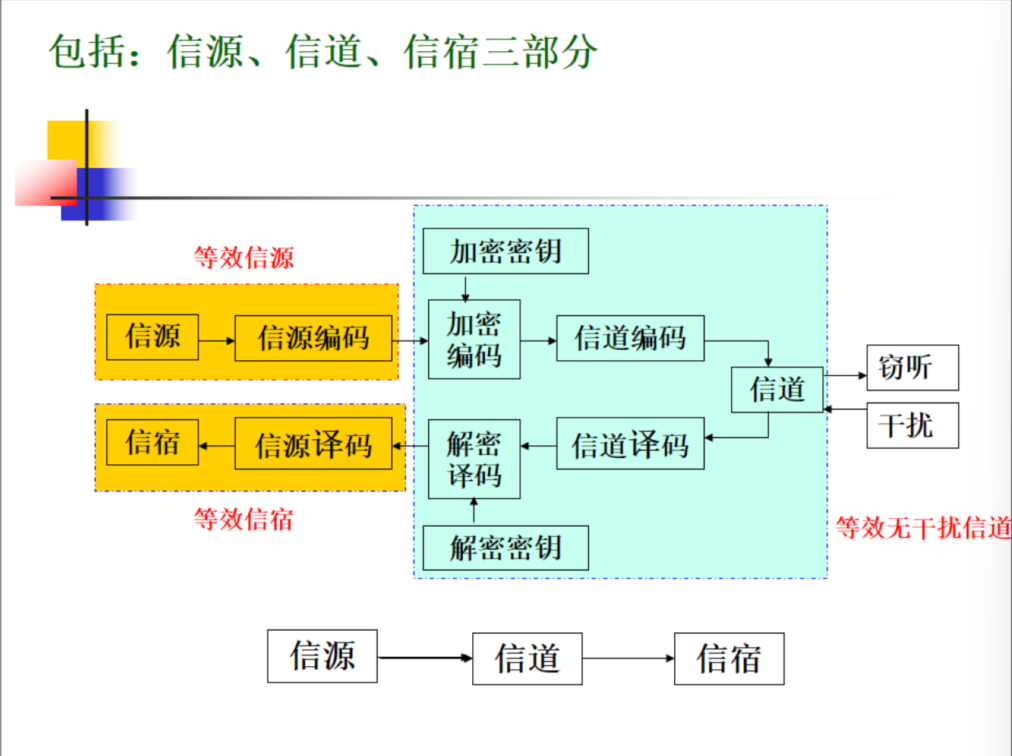 包括：信源、信道、信宿三部分
等效信源
加密密钥
信源
信源编码
加密
编码
信道编码
信道
窃听
干扰
信宿
信源译码
解密
译码
信道译码
等效信宿
解密密钥
等效无干扰信道
信源
信道
信宿